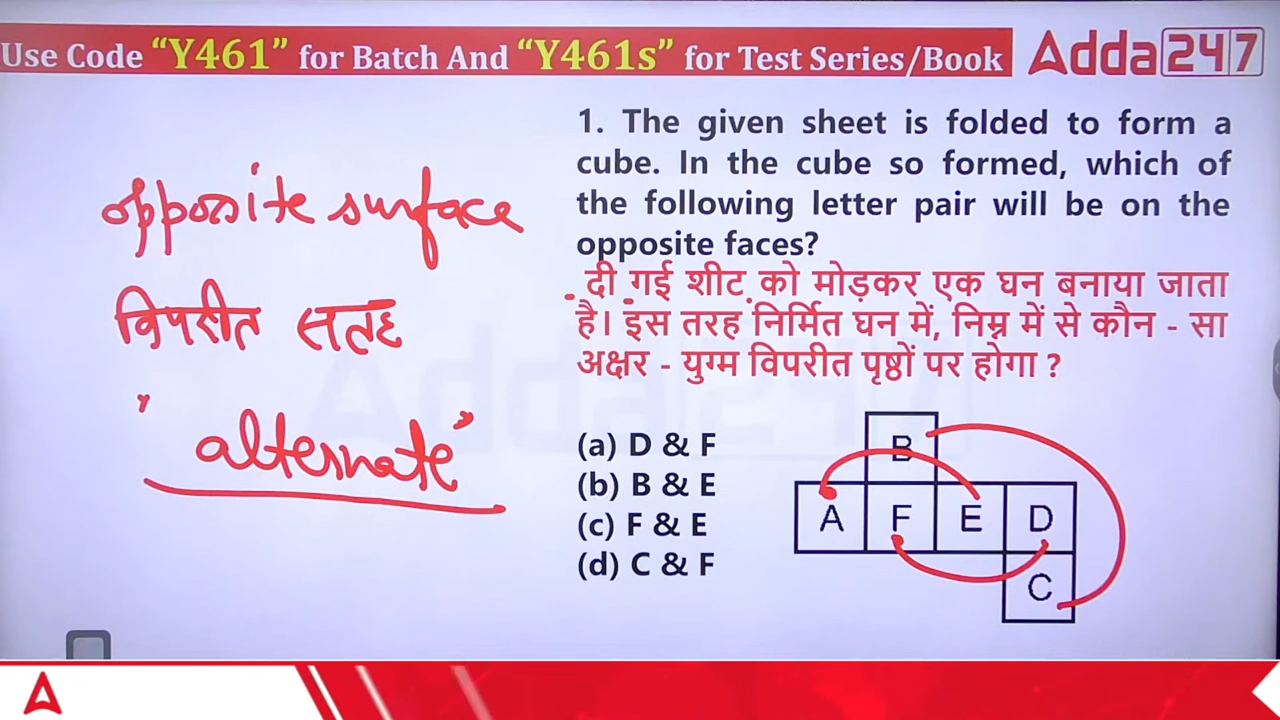 Use Code “Y461” for Batch And “Y461s” for Test Series/Book
Adda247
opposite surface
विपरीत सतह
"alternate"
1. The given sheet is folded to form a
cube. In the cube so formed, which of
the following letter pair will be on the
opposite faces?
दी गई शीट को मोड़कर एक घन बनाया जाता
है। इस तरह निर्मित घन में, निम्न में से कौन - सा
अक्षर - युग्म विपरीत पृष्ठों पर होगा ?
(a) D & F
(b) B & E
(c) F & E
(d) C & F
B
A F E D
C